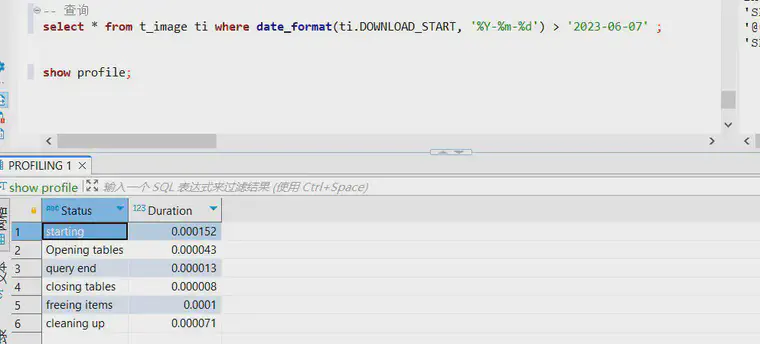 -- 查询
select * from t_image ti where date_format(ti.DOWNLOAD_START, '%Y-%m-%d') > '2023-06-07' ;
show profile;
'@
PROFILING 1
show profile
输入一个 SQL 表达式来过滤结果 (使用 Ctrl+Space)
Status Duration
1 starting 0.000152
2 Opening tables 0.000043
3 query end 0.000013
4 closing tables 0.000008
5 freeing items 0.0001
6 cleaning up 0.000071